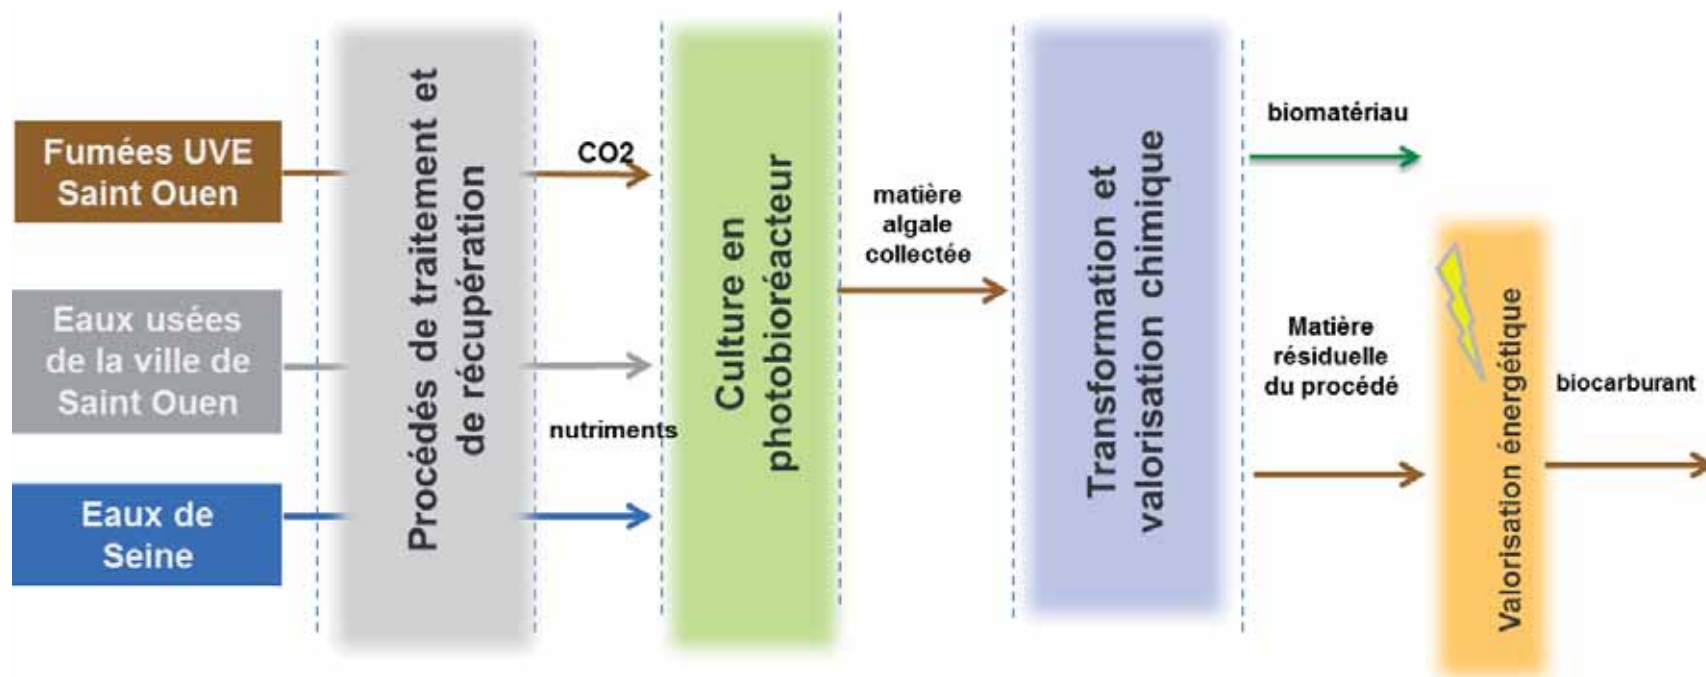 Fumées UVE
Saint Ouen
Eaux usées
de la ville de
Saint Ouen
Eaux de
Seine
Procédés de traitement et
de récupération
CO2
nutriments
Culture en
photobioréacteur
matière
algale
collectée
Transformation et
valorisation chimique
biomatériau
Matière
résiduelle
du procédé
Valorisation énergétique
biocarburant